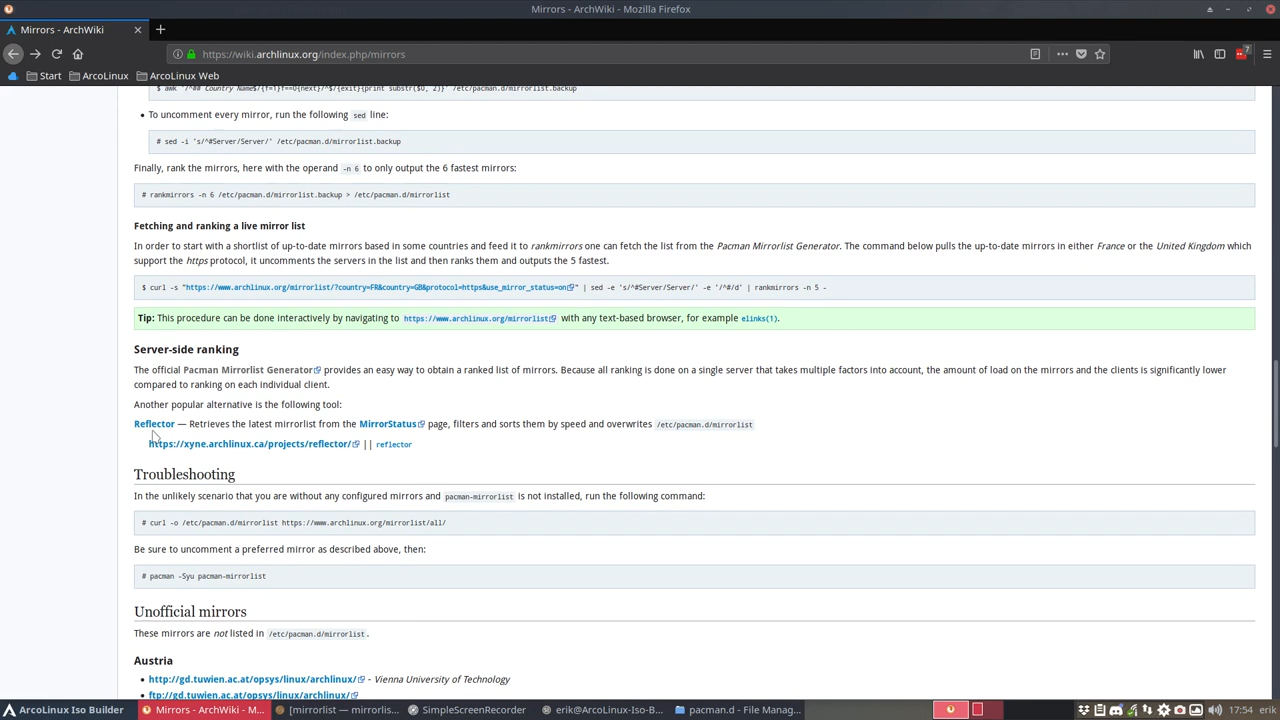 Mirrors - ArchWiki - Mozilla Firefox
Mirrors - ArchWiki
https://wiki.archlinux.org/index.php/mirrors
7
Start ArcoLinux ArcoLinux Web
To uncomment every mirror, run the following sed line:
# sed -i 's/^#Server/Server/' /etc/pacman.d/mirrorlist.backup
Finally, rank the mirrors, here with the operand -n 6 to only output the 6 fastest mirrors:
# rankmirrors -n 6 /etc/pacman.d/mirrorlist.backup > /etc/pacman.d/mirrorlist
Fetching and ranking a live mirror list
In order to start with a shortlist of up-to-date mirrors based in some countries and feed it to rankmirrors one can fetch the list from the Pacman Mirrorlist Generator. The command below pulls the up-to-date mirrors in either France or the United Kingdom which
support the https protocol, it uncomments the servers in the list and then ranks them and outputs the 5 fastest.
$ curl -s "https://www.archlinux.org/mirrorlist/?country=FR&country=GB&protocol=https&use_mirror_status=on" | sed -e 's/^#Server/Server/' -e '/^#/d' | rankmirrors -n 5 -
Tip: This procedure can be done interactively by navigating to https://www.archlinux.org/mirrorlist with any text-based browser, for example elinks(1).
Server-side ranking
The official Pacman Mirrorlist Generator provides an easy way to obtain a ranked list of mirrors. Because all ranking is done on a single server that takes multiple factors into account, the amount of load on the mirrors and the clients is significantly lower
compared to ranking on each individual client.
Another popular alternative is the following tool:
Reflector — Retrieves the latest mirrorlist from the MirrorStatus page, filters and sorts them by speed and overwrites /etc/pacman.d/mirrorlist
https://xyne.archlinux.ca/projects/reflector/ || reflector
Troubleshooting
In the unlikely scenario that you are without any configured mirrors and pacman-mirrorlist is not installed, run the following command:
# curl -o /etc/pacman.d/mirrorlist https://www.archlinux.org/mirrorlist/all/
Be sure to uncomment a preferred mirror as described above, then:
# pacman -Syu pacman-mirrorlist
Unofficial mirrors
These mirrors are not listed in /etc/pacman.d/mirrorlist.
Austria
http://gd.tuwien.ac.at/opsys/linux/archlinux/ - Vienna University of Technology
ftp://gd.tuwien.ac.at/opsys/linux/archlinux/
ArcoLinux Iso Builder Mirrors - ArchWiki - M... [mirrorlist — mirrorlis... SimpleScreenRecorder erik@ArcoLinux-Iso-B... pacman.d - File Manag... 17:54 erik